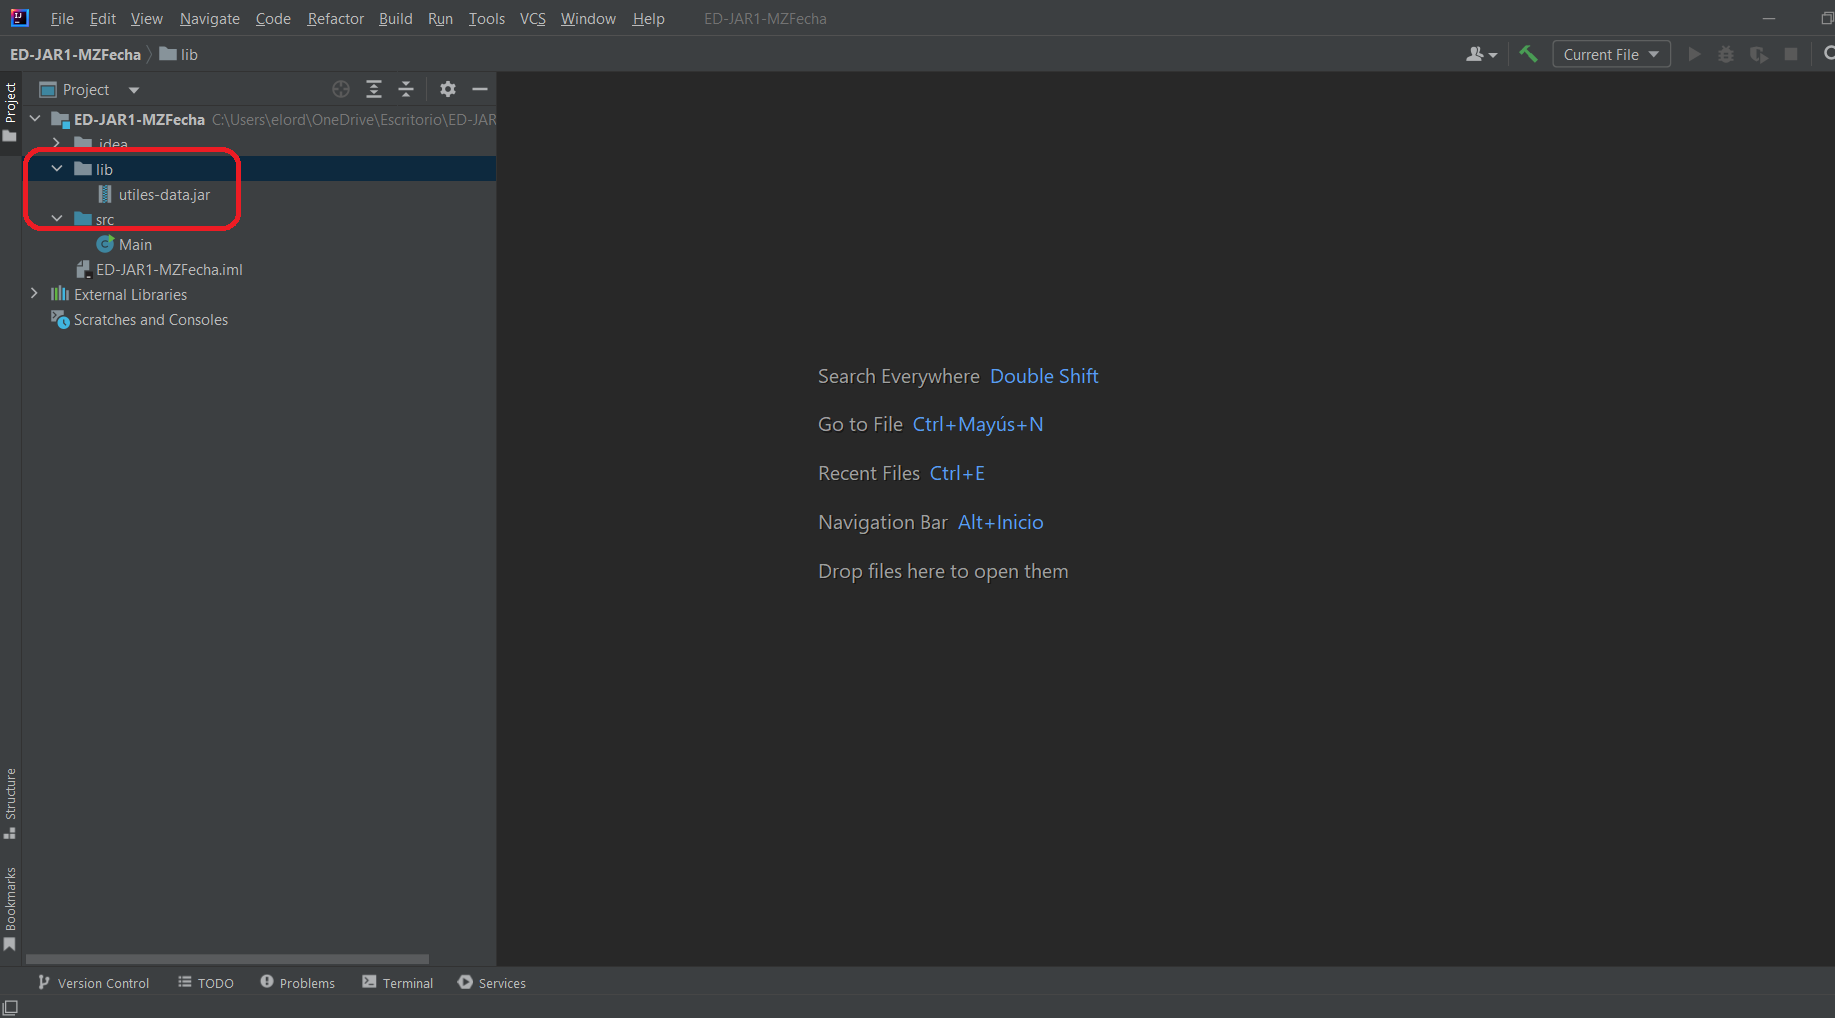 File Edit View Navigate Code Refactor Build Run Tools VCS Window Help ED-JAR1-MZFecha
ED-JAR1-MZFecha lib Current File
Project
Project
ED-JAR1-MZFecha C:\Users\elord\OneDrive\Escritorio\ED-JAR
.idea
lib
utiles-data.jar
src
Main
ED-JAR1-MZFecha.iml
External Libraries
Scratches and Consoles
Search Everywhere Double Shift
Go to File Ctrl+Mayús+N
Recent Files Ctrl+E
Navigation Bar Alt+Inicio
Drop files here to open them
Structure
Bookmarks
Version Control TODO Problems Terminal Services